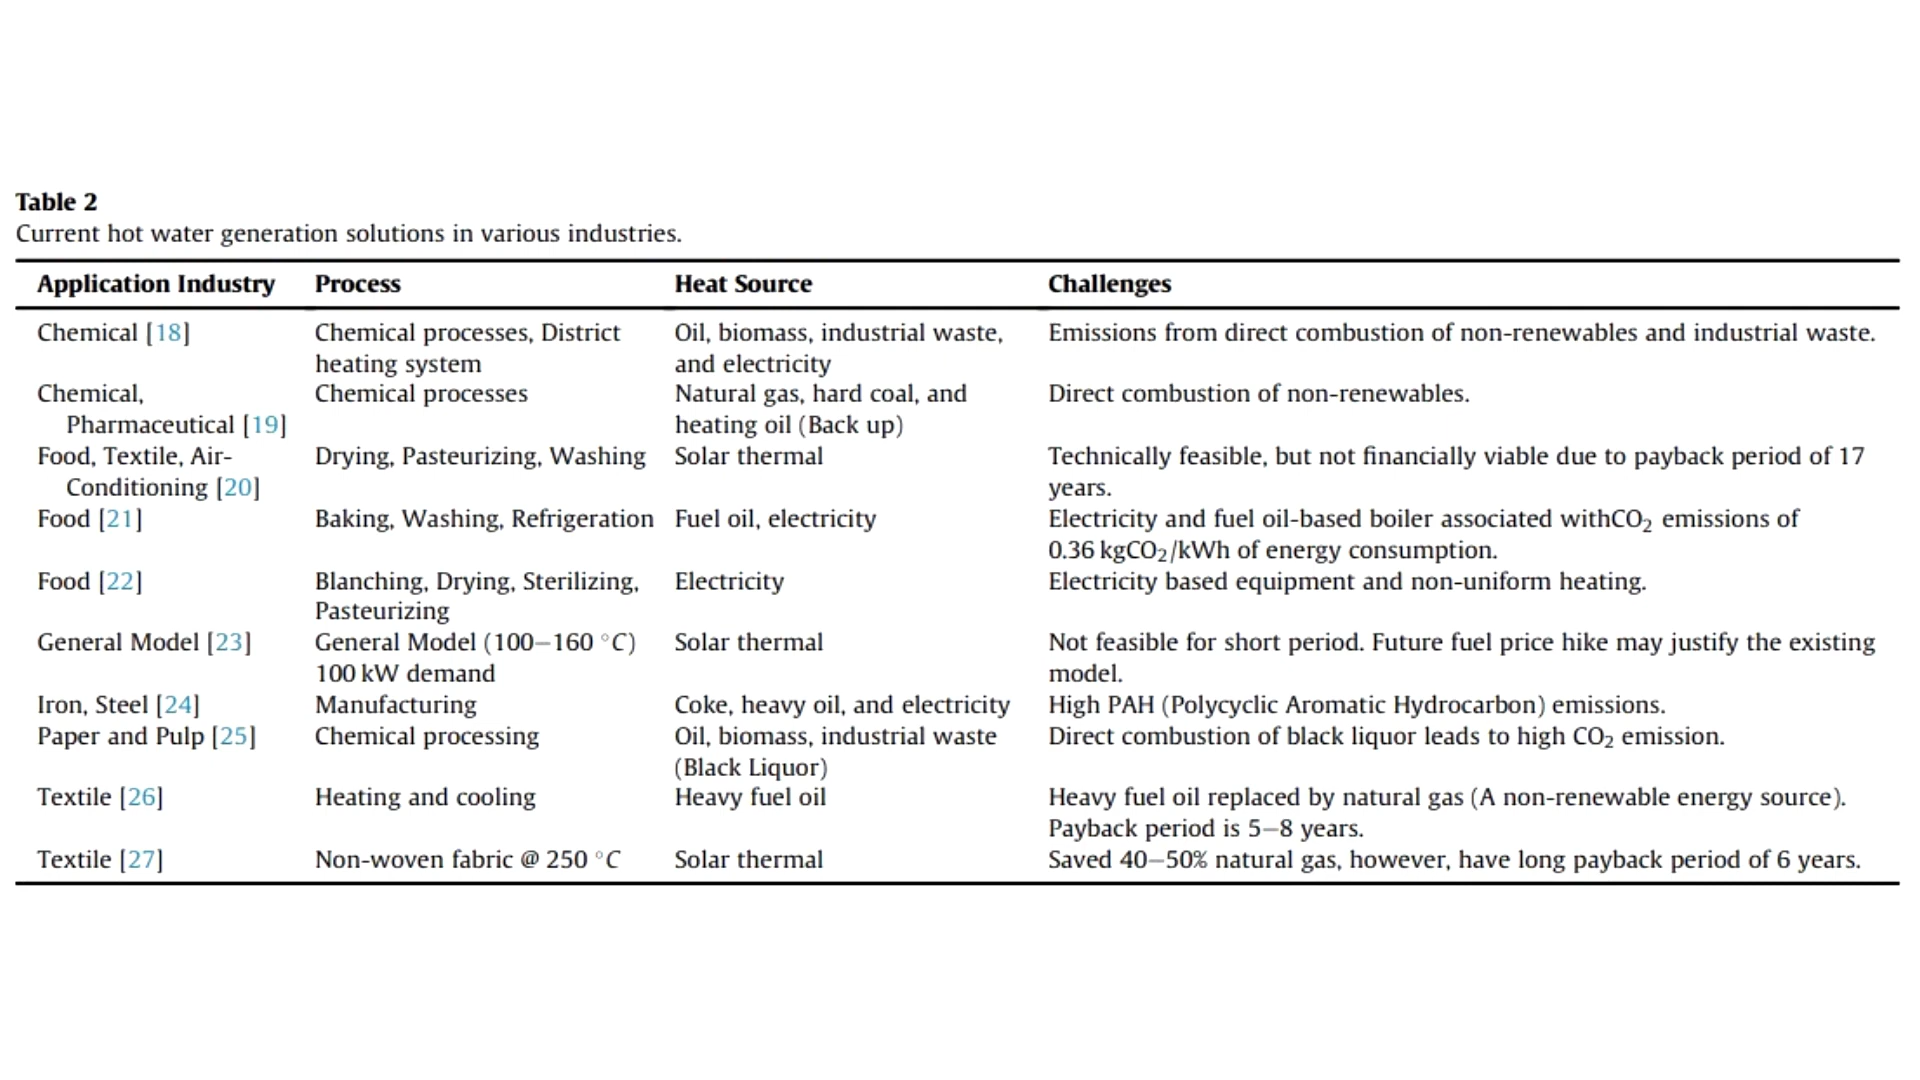 Table 2
Current hot water generation solutions in various industries.
Application Industry Process Heat Source Challenges
Chemical [18] Chemical processes, District Oil, biomass, industrial waste, Emissions from direct combustion of non-renewables and industrial waste.
heating system and electricity
Chemical, Chemical processes Natural gas, hard coal, and Direct combustion of non-renewables.
Pharmaceutical [19] heating oil (Back up)
Food, Textile, Air- Drying, Pasteurizing, Washing Solar thermal Technically feasible, but not financially viable due to payback period of 17
Conditioning [20] years.
Food [21] Baking, Washing, Refrigeration Fuel oil, electricity Electricity and fuel oil-based boiler associated withCO₂ emissions of
0.36 kgCO₂/kWh of energy consumption.
Food [22] Blanching, Drying, Sterilizing, Electricity Electricity based equipment and non-uniform heating.
Pasteurizing
General Model [23] General Model (100–160 °C) Solar thermal Not feasible for short period. Future fuel price hike may justify the existing
100 kW demand model.
Iron, Steel [24] Manufacturing Coke, heavy oil, and electricity High PAH (Polycyclic Aromatic Hydrocarbon) emissions.
Paper and Pulp [25] Chemical processing Oil, biomass, industrial waste Direct combustion of black liquor leads to high CO₂ emission.
(Black Liquor)
Textile [26] Heating and cooling Heavy fuel oil Heavy fuel oil replaced by natural gas (A non-renewable energy source).
Payback period is 5–8 years.
Textile [27] Non-woven fabric @ 250 °C Solar thermal Saved 40–50% natural gas, however, have long payback period of 6 years.